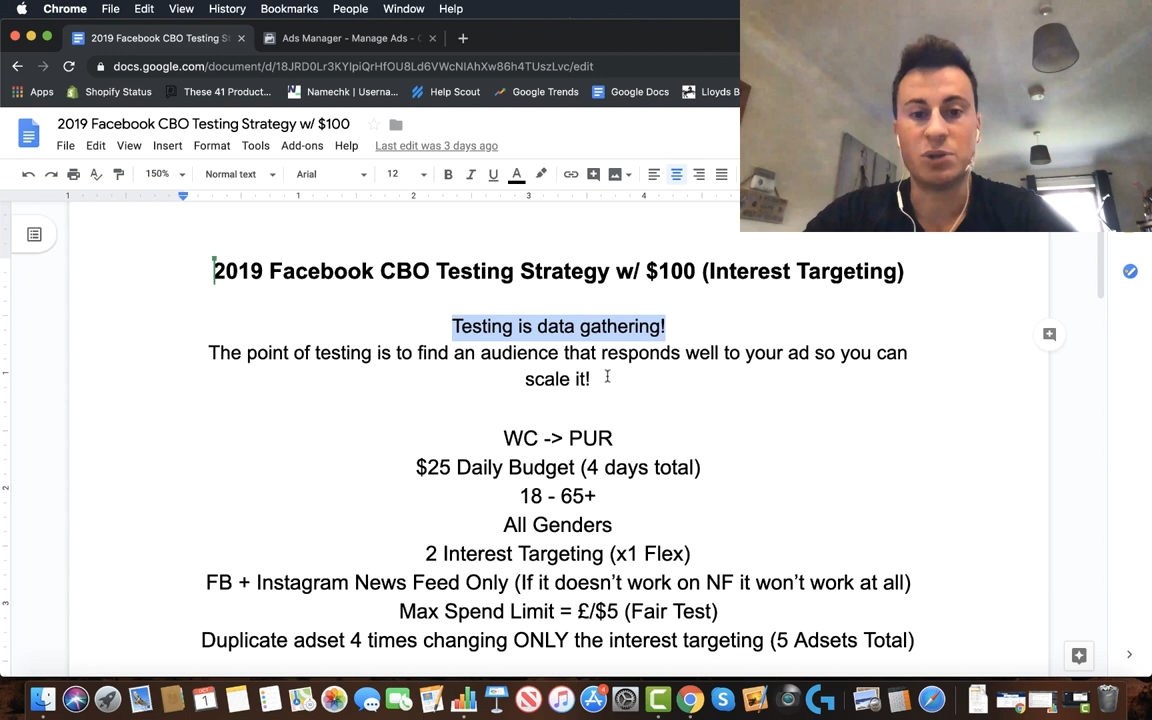 Chrome File Edit View History Bookmarks People Window Help
2019 Facebook CBO Testing St
Ads Manager - Manage Ads - C
docs.google.com/document/d/18JRD0Lr3KYIpiQrHfOU8Ld6VWcNIAhXw86h4TUszLvc/edit
Apps Shopify Status These 41 Product... Namechk | Userna... Help Scout Google Trends Google Docs Lloyds B
2019 Facebook CBO Testing Strategy w/ $100
File Edit View Insert Format Tools Add-ons Help Last edit was 3 days ago
150% Normal text Arial 12 B I U A
1 1 2 3 4
2019 Facebook CBO Testing Strategy w/ $100 (Interest Targeting)
Testing is data gathering!
The point of testing is to find an audience that responds well to your ad so you can
scale it!
WC -> PUR
$25 Daily Budget (4 days total)
18 - 65+
All Genders
2 Interest Targeting (x1 Flex)
FB + Instagram News Feed Only (If it doesn't work on NF it won't work at all)
Max Spend Limit = £/$5 (Fair Test)
Duplicate adset 4 times changing ONLY the interest targeting (5 Adsets Total)